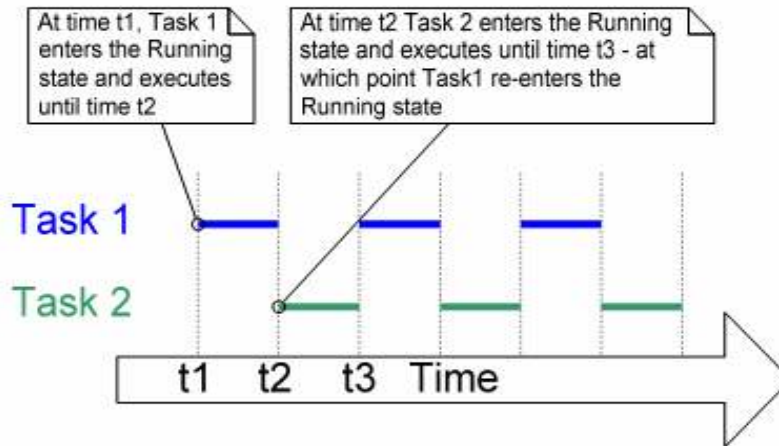 At time t1, Task 1
enters the Running
state and executes
until time t2
At time t2 Task 2 enters the Running
state and executes until time t3 - at
which point Task1 re-enters the
Running state
Task 1
Task 2
t1 t2 t3 Time